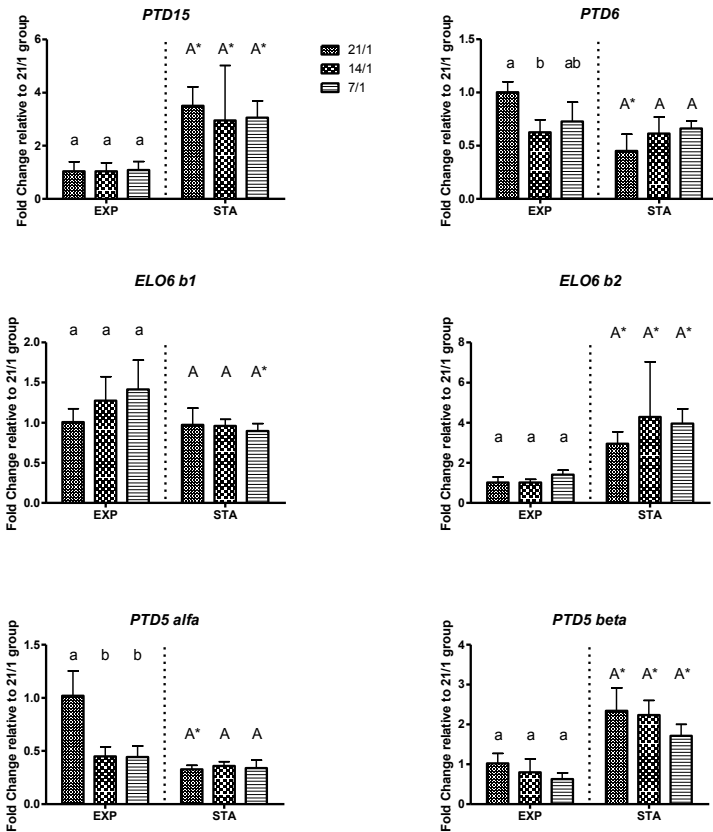 PTD15
Fold Change relative to 21/1 group
6
4
2
0
A* A* A*
a a a
EXP STA
21/1
14/1
7/1
PTD6
Fold Change relative to 21/1 group
1.5
1.0
0.5
0.0
a b ab
A* A A
EXP STA
ELO6 b1
Fold Change relative to 21/1 group
2.0
1.5
1.0
0.5
0.0
a a a
A A A*
EXP STA
ELO6 b2
Fold Change relative to 21/1 group
8
6
4
2
0
A* A* A*
a a a
EXP STA
PTD5 alfa
Fold Change relative to 21/1 group
1.5
1.0
0.5
0.0
a b b
A* A A
EXP STA
PTD5 beta
Fold Change relative to 21/1 group
4
3
2
1
0
A* A* A*
a a a
EXP STA